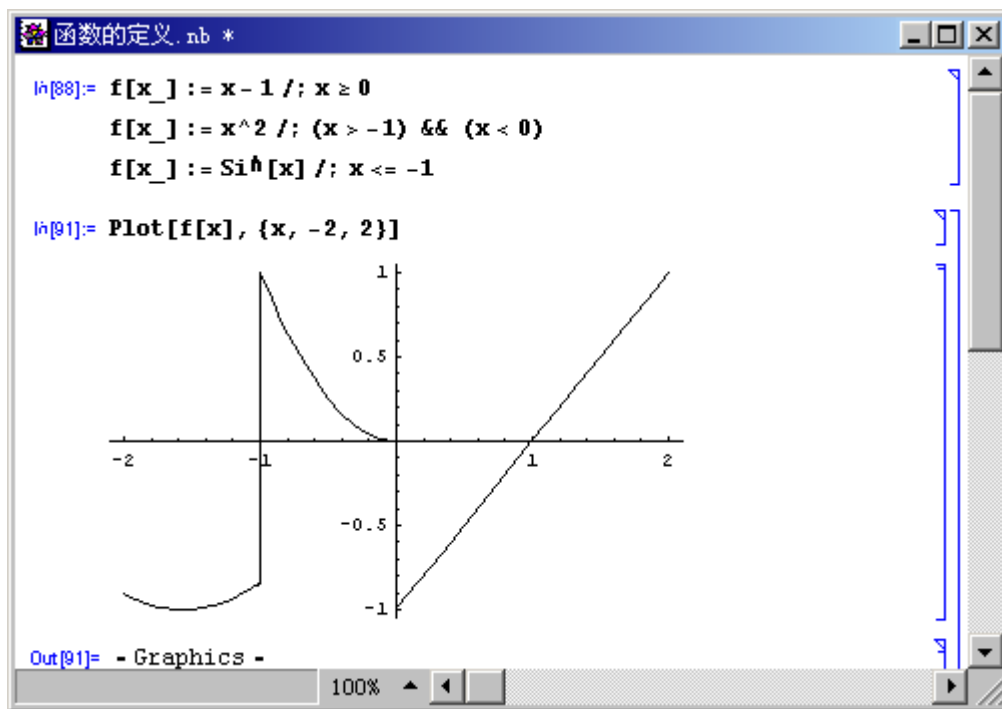 函数的定义.nb *
In[88]:= f[x_] := x - 1 /; x ≥ 0
f[x_] := x^2 /; (x > -1) && (x < 0)
f[x_] := Sin[x] /; x <= -1
In[91]:= Plot[f[x], {x, -2, 2}]
1
0.5
-2 -1 1 2
-0.5
-1
Out[91]= - Graphics -
100%